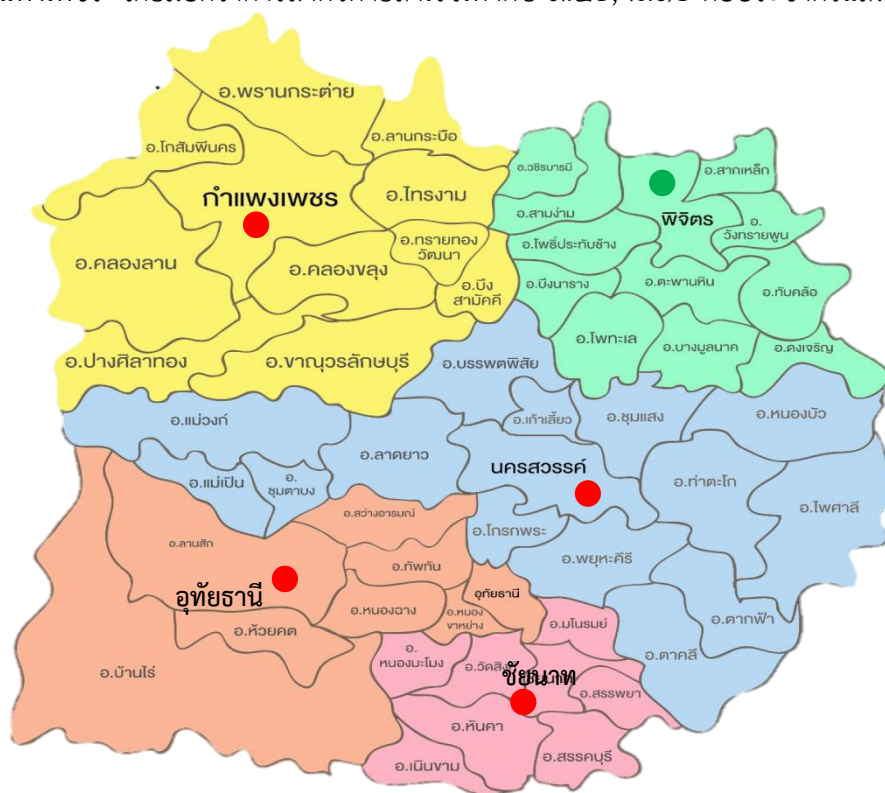 อ.พรานกระต่าย
อ.ลานกระบือ
อ.โกสัมพีนคร
กำแพงเพชร
อ.ไทรงาม
อ.ทรายทอง
วัฒนา
อ.คลองลาน
อ.คลองขลุง
อ.บึง
สามัคคี
อ.ปางศิลาทอง
อ.ขาณุวรลักษบุรี
อ.วชิรบารมี
อ.สากเหล็ก
อ.สามง่าม
พิจิตร
อ.
วังทรายพูน
อ.โพธิ์ประทับช้าง
อ.บึงนาราง
อ.ตะพานหิน
อ.ทับคล้อ
อ.โพทะเล
อ.บางมูลนาค
อ.ดงเจริญ
อ.บรรพตพิสัย
อ.แม่วงก์
อ.เก้าเลี้ยว
อ.ชุมแสง
อ.หนองบัว
อ.ลาดยาว
นครสวรรค์
อ.แม่เปิน
อ.
ชุมตาบง
อ.ท่าตะโก
อ.ไพศาลี
อ.โกรกพระ
อ.พยุหะคีรี
อ.ตากฟ้า
อ.ตาคลี
อ.สว่างอารมณ์
อ.ลานสัก
อ.ทัพทัน
อุทัยธานี
อุทัยธานี
อ.หนองฉาง
อ.หนอง
ขาหย่าง
อ.ห้วยคต
อ.บ้านไร่
อ.มโนรมย์
อ.
หนองมะโมง
อ.วัดสิงห์
ชัยนาท
อ.สรรพยา
อ.หันคา
อ.สรรคบุรี
อ.เนินขาม